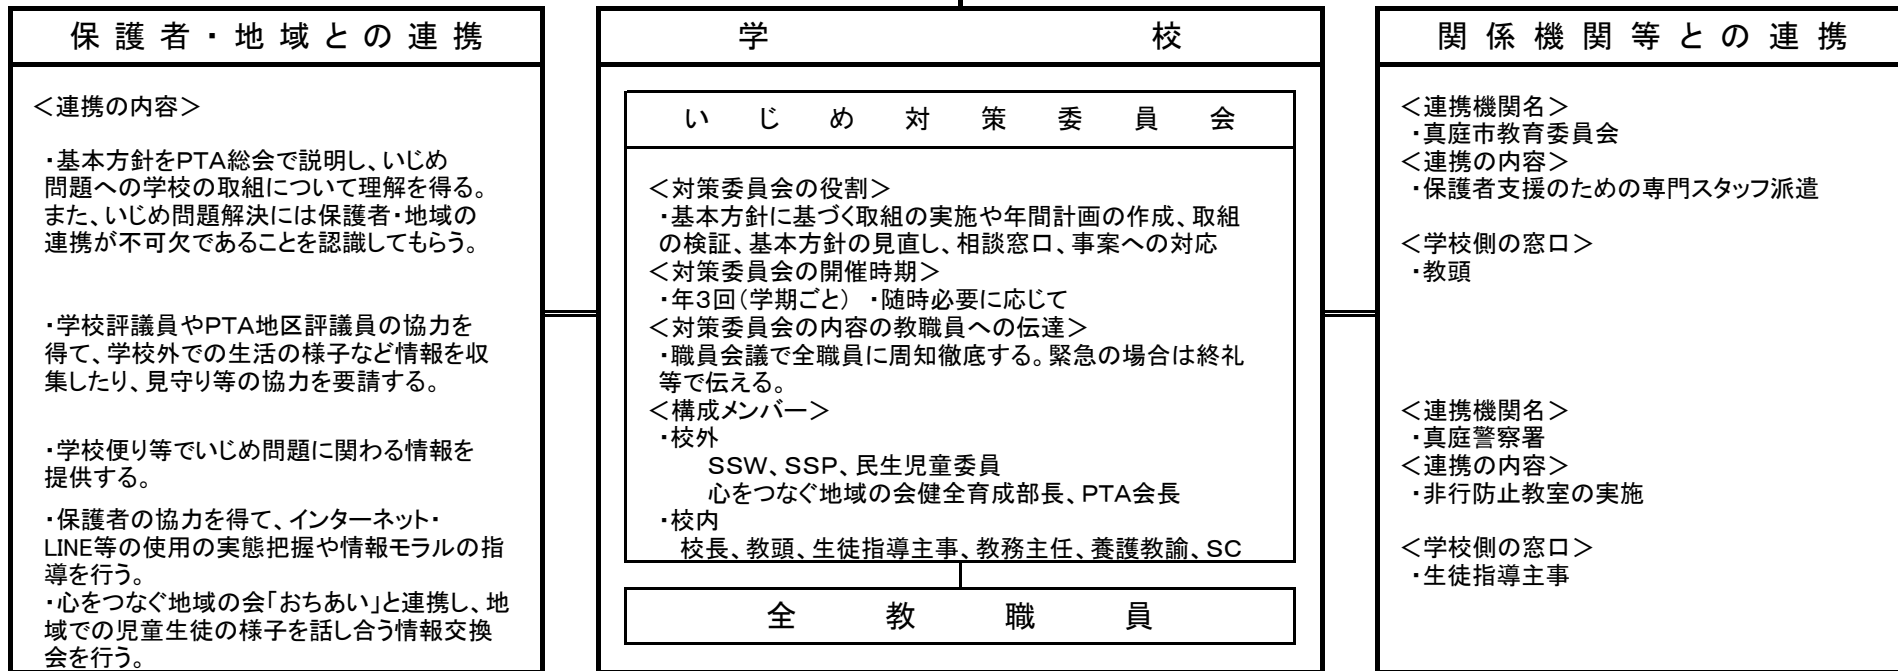 保護者・地域との連携
＜連携の内容＞
・基本方針をPTA総会で説明し、いじめ
問題への学校の取組について理解を得る。
また、いじめ問題解決には保護者・地域の
連携が不可欠であることを認識してもらう。
・学校評議員やPTA地区評議員の協力を
得て、学校外での生活の様子など情報を収
集したり、見守り等の協力を要請する。
・学校便り等でいじめ問題に関わる情報を
提供する。
・保護者の協力を得て、インターネット・
LINE等の使用の実態把握や情報モラルの指
導を行う。
・心をつなぐ地域の会「おちあい」と連携し、地
域での児童生徒の様子を話し合う情報交換
会を行う。
学校
いじめ対策委員会
＜対策委員会の役割＞
・基本方針に基づく取組の実施や年間計画の作成、取組
の検証、基本方針の見直し、相談窓口、事案への対応
＜対策委員会の開催時期＞
・年３回（学期ごと）　・随時必要に応じて
＜対策委員会の内容の教職員への伝達＞
・職員会議で全職員に周知徹底する。緊急の場合は終礼
等で伝える。
＜構成メンバー＞
・校外
SSW、SSP、民生児童委員
心をつなぐ地域の会健全育成部長、PTA会長
・校内
校長、教頭、生徒指導主事、教務主任、養護教諭、SC
全教職員
関係機関等との連携
＜連携機関名＞
・真庭市教育委員会
＜連携の内容＞
・保護者支援のための専門スタッフ派遣
＜学校側の窓口＞
・教頭
＜連携機関名＞
・真庭警察署
＜連携の内容＞
・非行防止教室の実施
＜学校側の窓口＞
・生徒指導主事